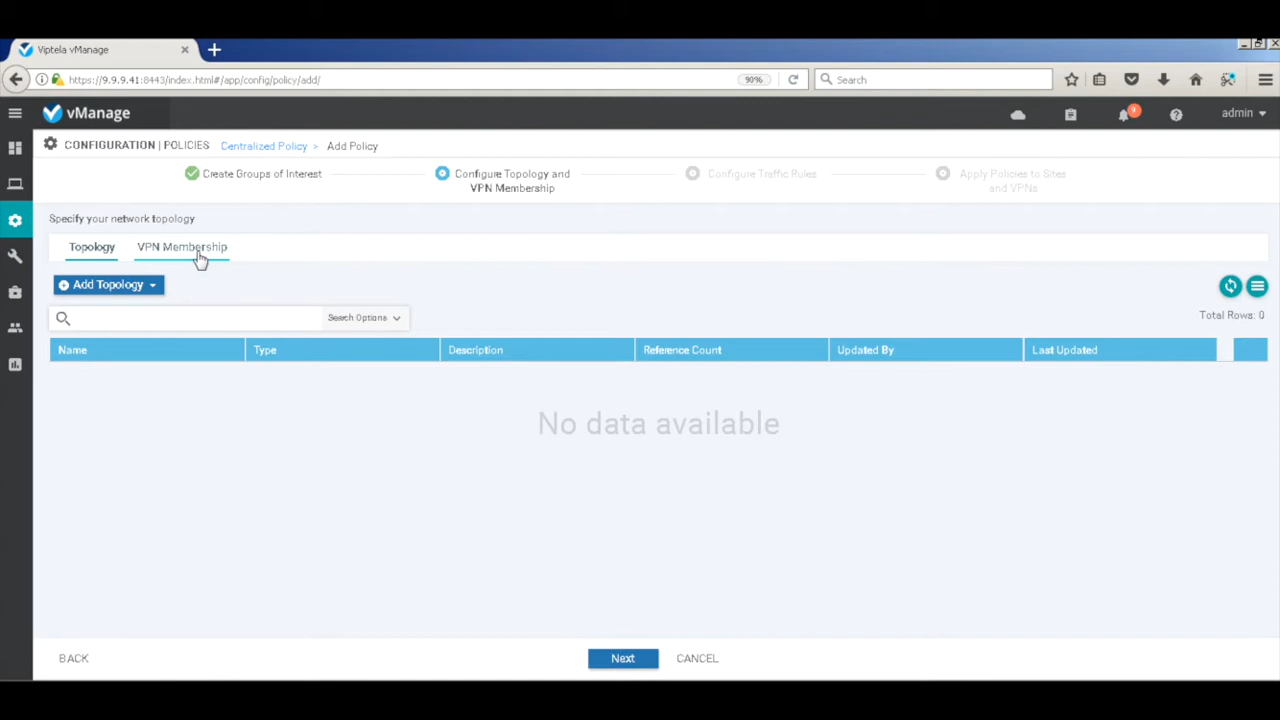 Viptela vManage
https://9.9.9.41:8443/index.html#/app/config/policy/add/
90%
Search
vManage
9
admin
CONFIGURATION | POLICIES Centralized Policy > Add Policy
Create Groups of Interest
Configure Topology and
VPN Membership
Configure Traffic Rules
Apply Policies to Sites
and VPNs
Specify your network topology
Topology VPN Membership
Add Topology
Search Options
Total Rows: 0
Name Type Description Reference Count Updated By Last Updated
No data available
BACK Next CANCEL